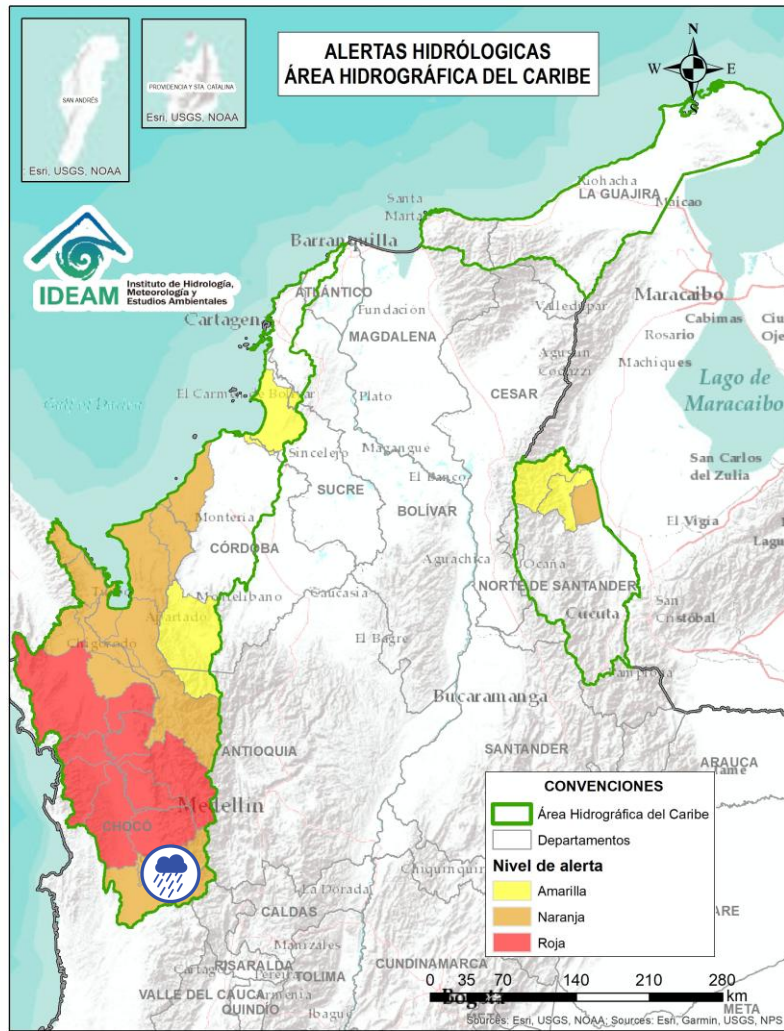 ALERTAS HIDRÓLOGICAS
ÁREA HIDROGRÁFICA DEL CARIBE
N
W
E
S
SAN ANDRÉS
Esri, USGS, NOAA
PROVIDENCIA Y STA. CATALINA
Esri, USGS, NOAA
IDEAM
Instituto de Hidrología,
Meteorología y
Estudios Ambientales
Riohacha
LA GUAJIRA
Maicao
Santa
Marta
Barranquilla
ATLÁNTICO
Fundación
Valledupar
Maracaibo
Cabimas
Rosario
Machiques
MAGDALENA
Agustín
Codazzi
Lago de
Maracaibo
CESAR
El Carmen de Bolívar
Plato
Sincelejo
Magangue
El Banco
San Carlos
del Zulia
SUCRE
BOLÍVAR
El Vigía
Montería
CÓRDOBA
Aguachica
Ocaña
NORTE DE SANTANDER
Cucuta
San
Cristóbal
Montelibano
Caucasia
Apartado
El Bagre
Chigorodo
Bucaramanga
ANTIOQUIA
SANTANDER
ARAUCA
Medellín
CHOCÓ
CALDAS
La Dorada
Manizales
RISARALDA
TOLIMA
CUNDINAMARCA
VALLE DEL CAUCA
QUINDÍO
Ibague
Bogotá
META
META
CONVENCIONES
Área Hidrográfica del Caribe
Departamentos
Nivel de alerta
Amarilla
Naranja
Roja
0 35 70 140 210 280
km
Sources: Esri, USGS, NOAA; Sources: Esri, Garmin, USGS, NPS